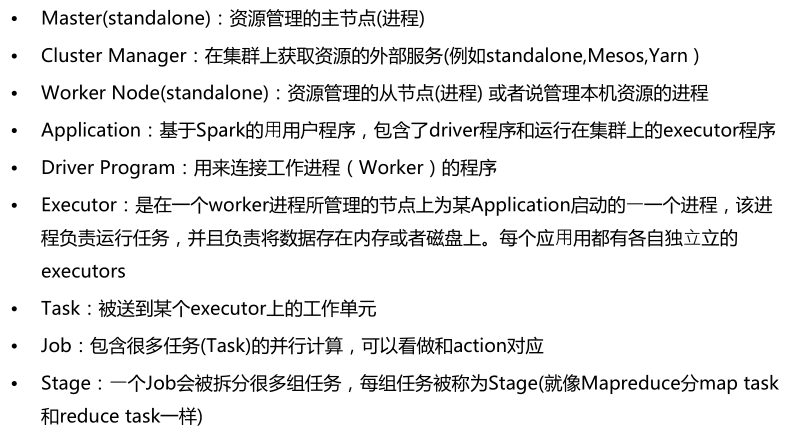 • Master(standalone)：资源管理的主节点(进程)
• Cluster Manager：在集群上获取资源的外部服务(例如standalone,Mesos,Yarn )
• Worker Node(standalone)：资源管理的从节点(进程) 或者说管理本机资源的进程
• Application：基于Spark的⽤用户程序，包含了driver程序和运行在集群上的executor程序
• Driver Program：用来连接工作进程（Worker）的程序
• Executor：是在一个worker进程所管理的节点上为某Application启动的⼀一个进程，该进
程负责运行任务，并且负责将数据存在内存或者磁盘上。每个应⽤用都有各自独⽴立的
executors
• Task：被送到某个executor上的工作单元
• Job：包含很多任务(Task)的并行计算，可以看做和action对应
• Stage：一个Job会被拆分很多组任务，每组任务被称为Stage(就像Mapreduce分map task
和reduce task一样)